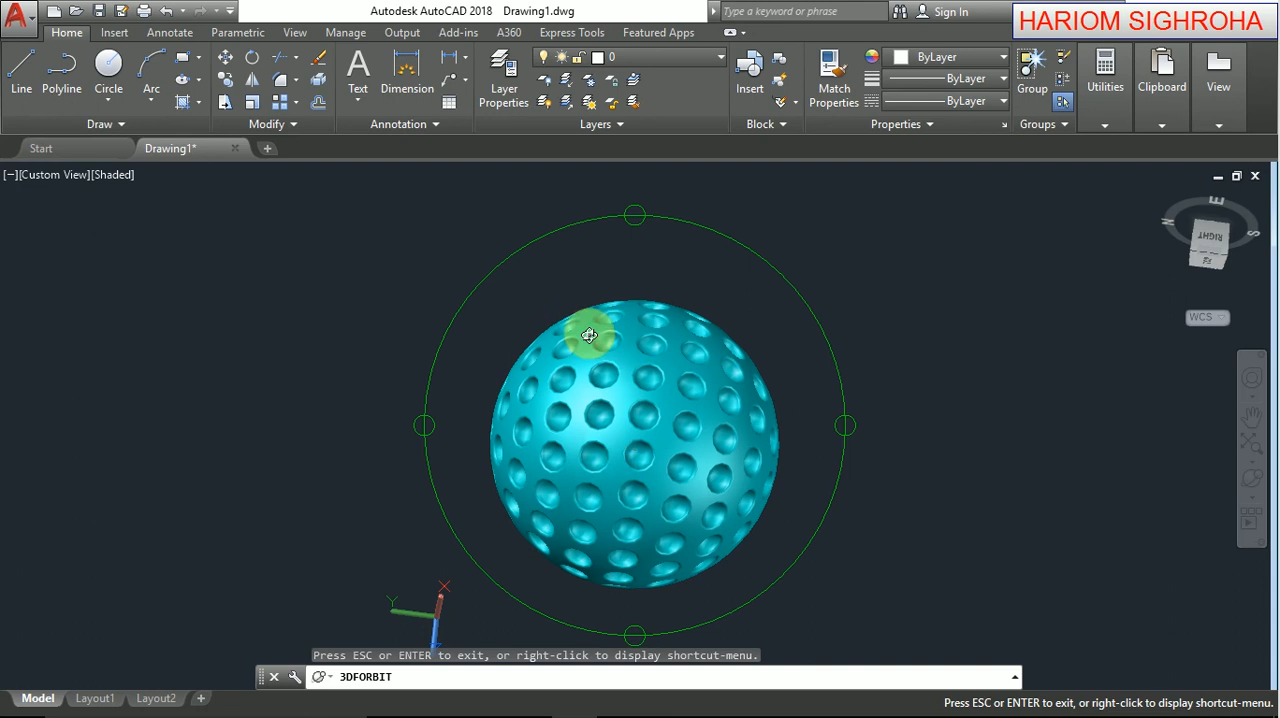 Autodesk AutoCAD 2018 Drawing1.dwg
Type a keyword or phrase
Sign In
HARIOM SIGHROHA
Home Insert Annotate Parametric View Manage Output Add-ins A360 Express Tools Featured Apps
Line Polyline Circle Arc
Text Dimension
Layer Properties
0
Insert
Match Properties
ByLayer
ByLayer
ByLayer
Group
Utilities
Clipboard
View
Draw Modify Annotation Layers Block Properties Groups
Start Drawing1*
[−][Custom View][Shaded]
E
N
S
RIGHT
WCS
Y
X
Press ESC or ENTER to exit, or right-click to display shortcut-menu.
3DFORBIT
Model Layout1 Layout2
Press ESC or ENTER to exit, or right-click to display shortcut-menu.